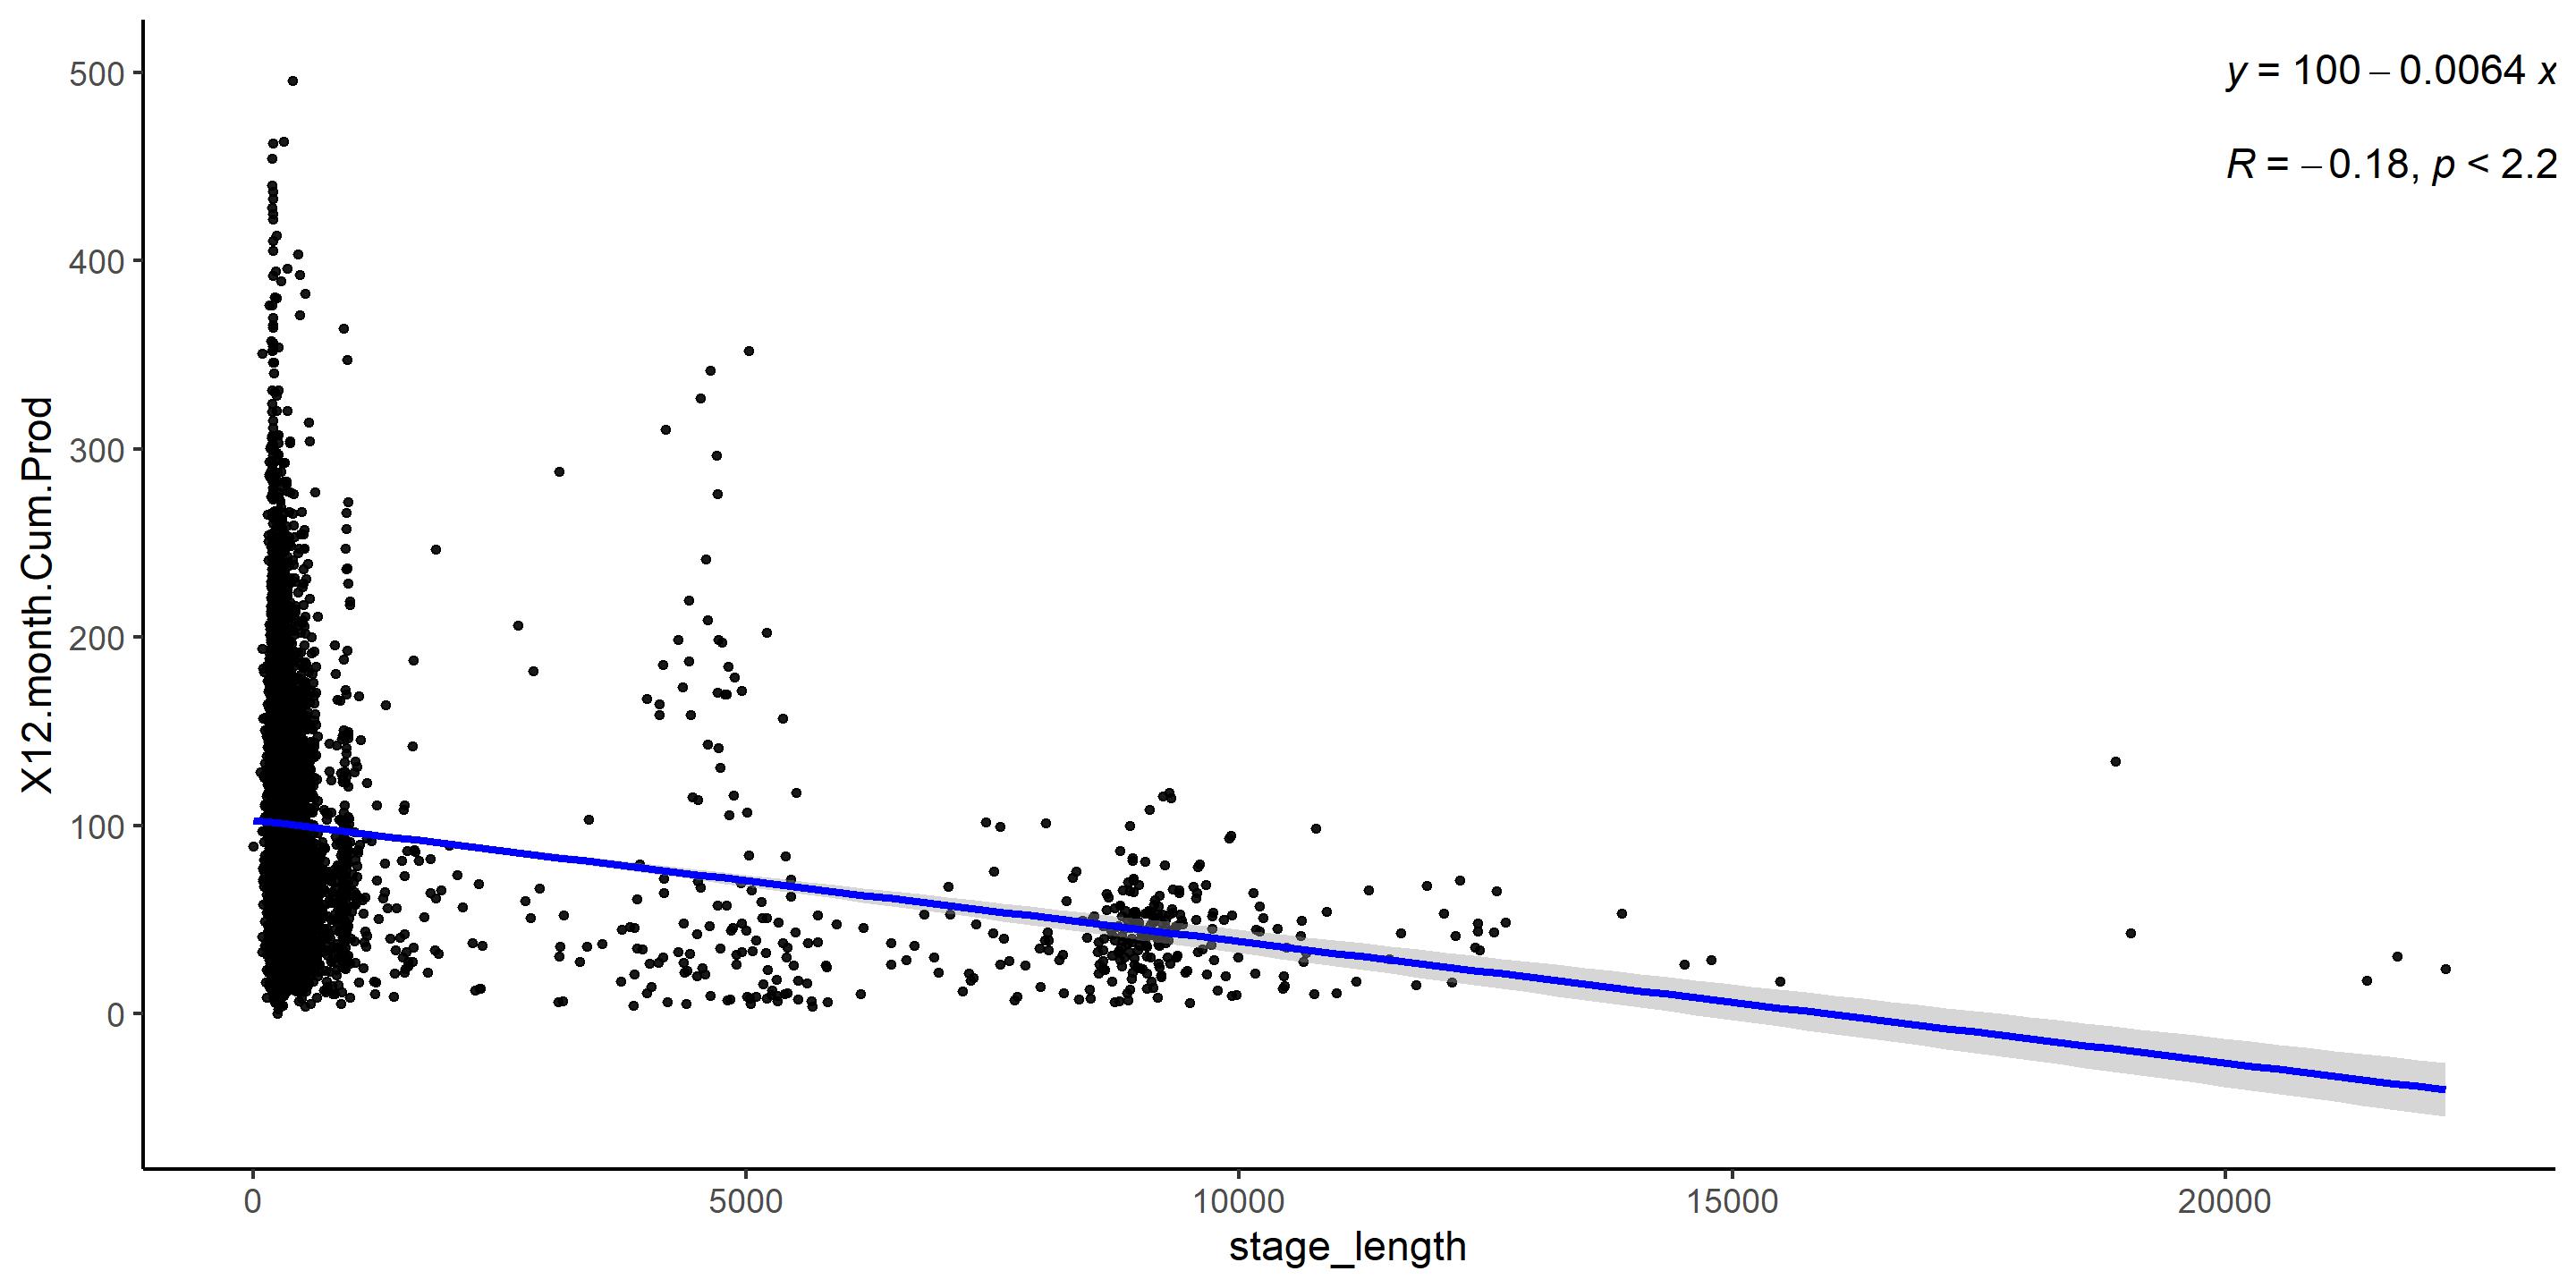 y = 100 – 0.0064 x
R = – 0.18, p < 2.2
500
400
300
200
100
0
X12.month.Cum.Prod
0 5000 10000 15000 20000
stage_length